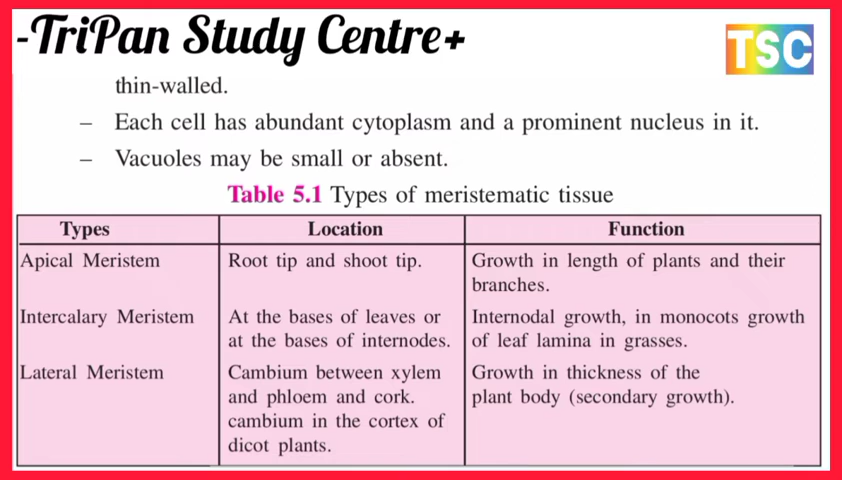 -TriPan Study Centre+
TSC
thin-walled.
– Each cell has abundant cytoplasm and a prominent nucleus in it.
– Vacuoles may be small or absent.
Table 5.1 Types of meristematic tissue
Types Location Function
Apical Meristem Root tip and shoot tip. Growth in length of plants and their
branches.
Intercalary Meristem At the bases of leaves or Internodal growth, in monocots growth
at the bases of internodes. of leaf lamina in grasses.
Lateral Meristem Cambium between xylem Growth in thickness of the
and phloem and cork. plant body (secondary growth).
cambium in the cortex of
dicot plants.